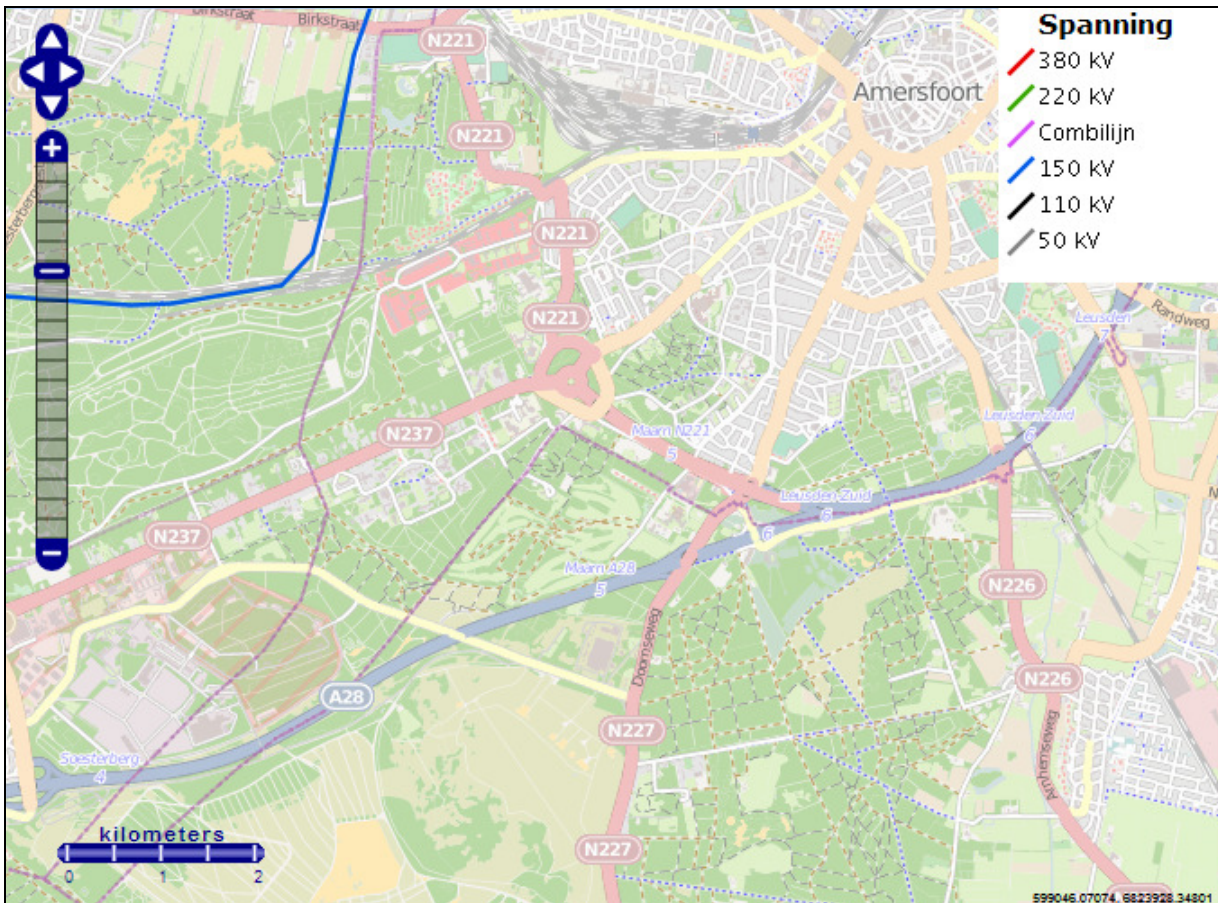 Birkstraat
Birkstraat
N221
Spanning
380 kV
220 kV
Combilijn
150 kV
110 kV
50 kV
Amersfoort
N221
N221
N221
Randweg
Leusden
7
Leusden Zuid
6
N237
Maarn N221
5
Leusden Zuid
6
N237
6
Maarn A28
5
N226
Doornseweg
A28
N226
N227
Arnhemseweg
Soesterberg
4
kilometers
0 1 2
N227
599046.07074, 6823928.34801